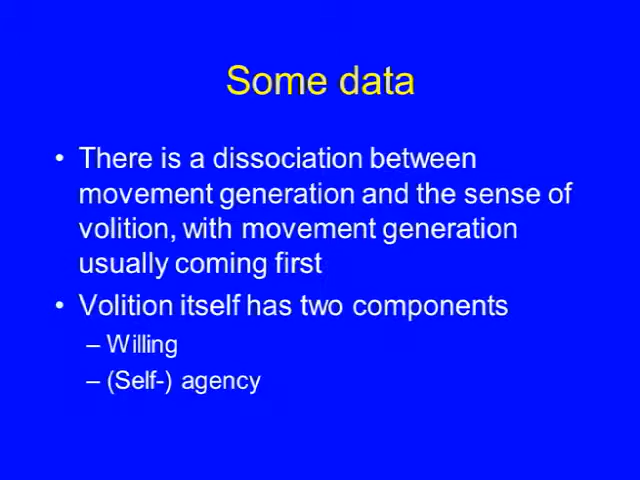 Some data
• There is a dissociation between
movement generation and the sense of
volition, with movement generation
usually coming first
• Volition itself has two components
– Willing
– (Self-) agency